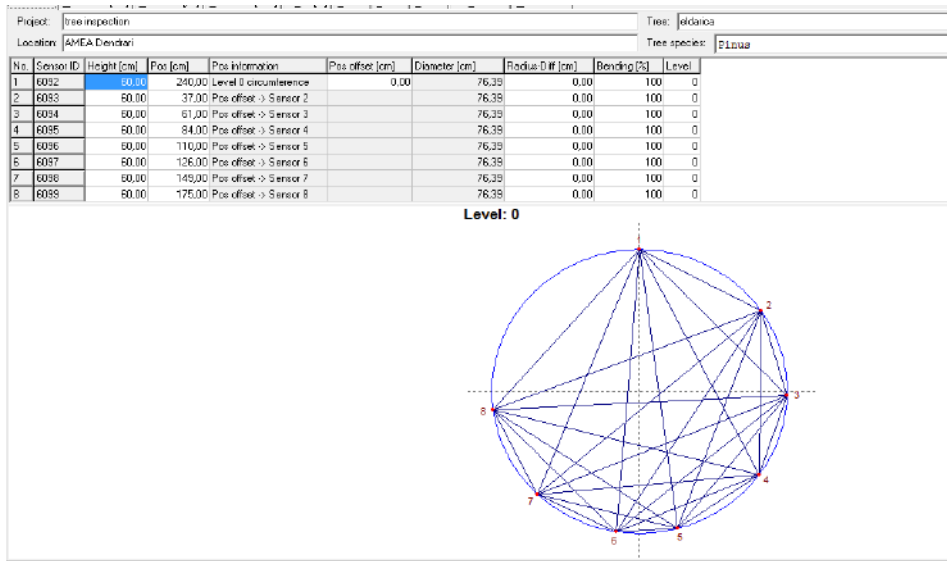 Project: tree inspection Tree: eldarica
Location: AMEA Dendrari Tree species: Pinus
No. Sensor ID Height [cm] Pos [cm] Pos information Pos offset [cm] Diameter [cm] Radius-Diff [cm] Bending [%] Level
1 6092 60,00 240,00 Level 0 circumference 0,00 76,39 0,00 100 0
2 6093 60,00 37,00 Pos offset -> Sensor 2 76,39 0,00 100 0
3 6094 60,00 61,00 Pos offset -> Sensor 3 76,39 0,00 100 0
4 6095 60,00 84,00 Pos offset -> Sensor 4 76,39 0,00 100 0
5 6096 60,00 110,00 Pos offset -> Sensor 5 76,39 0,00 100 0
6 6097 60,00 126,00 Pos offset -> Sensor 6 76,39 0,00 100 0
7 6098 60,00 149,00 Pos offset -> Sensor 7 76,39 0,00 100 0
8 6099 60,00 175,00 Pos offset -> Sensor 8 76,39 0,00 100 0
Level: 0
2
3
8
4
7
5
6